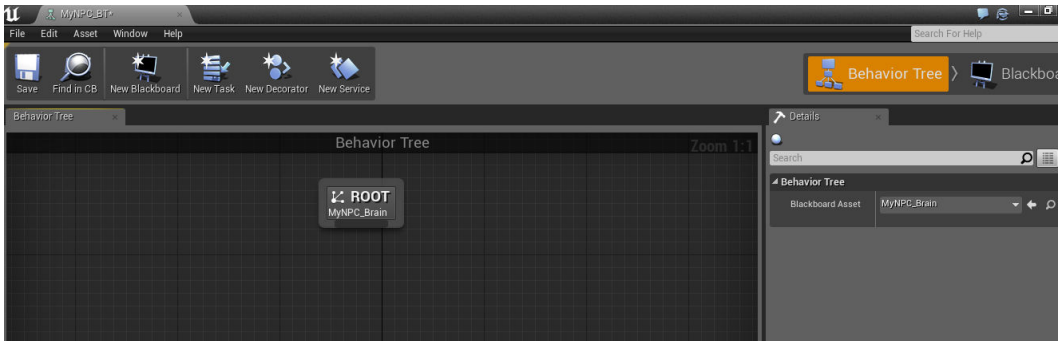 MyNPC_BT*
File Edit Asset Window Help
Search For Help
Save Find in CB New Blackboard New Task New Decorator New Service
Behavior Tree Blackboa
Behavior Tree
Details
Behavior Tree
Zoom 1:1
Search
ROOT
MyNPC_Brain
Behavior Tree
Blackboard Asset MyNPC_Brain